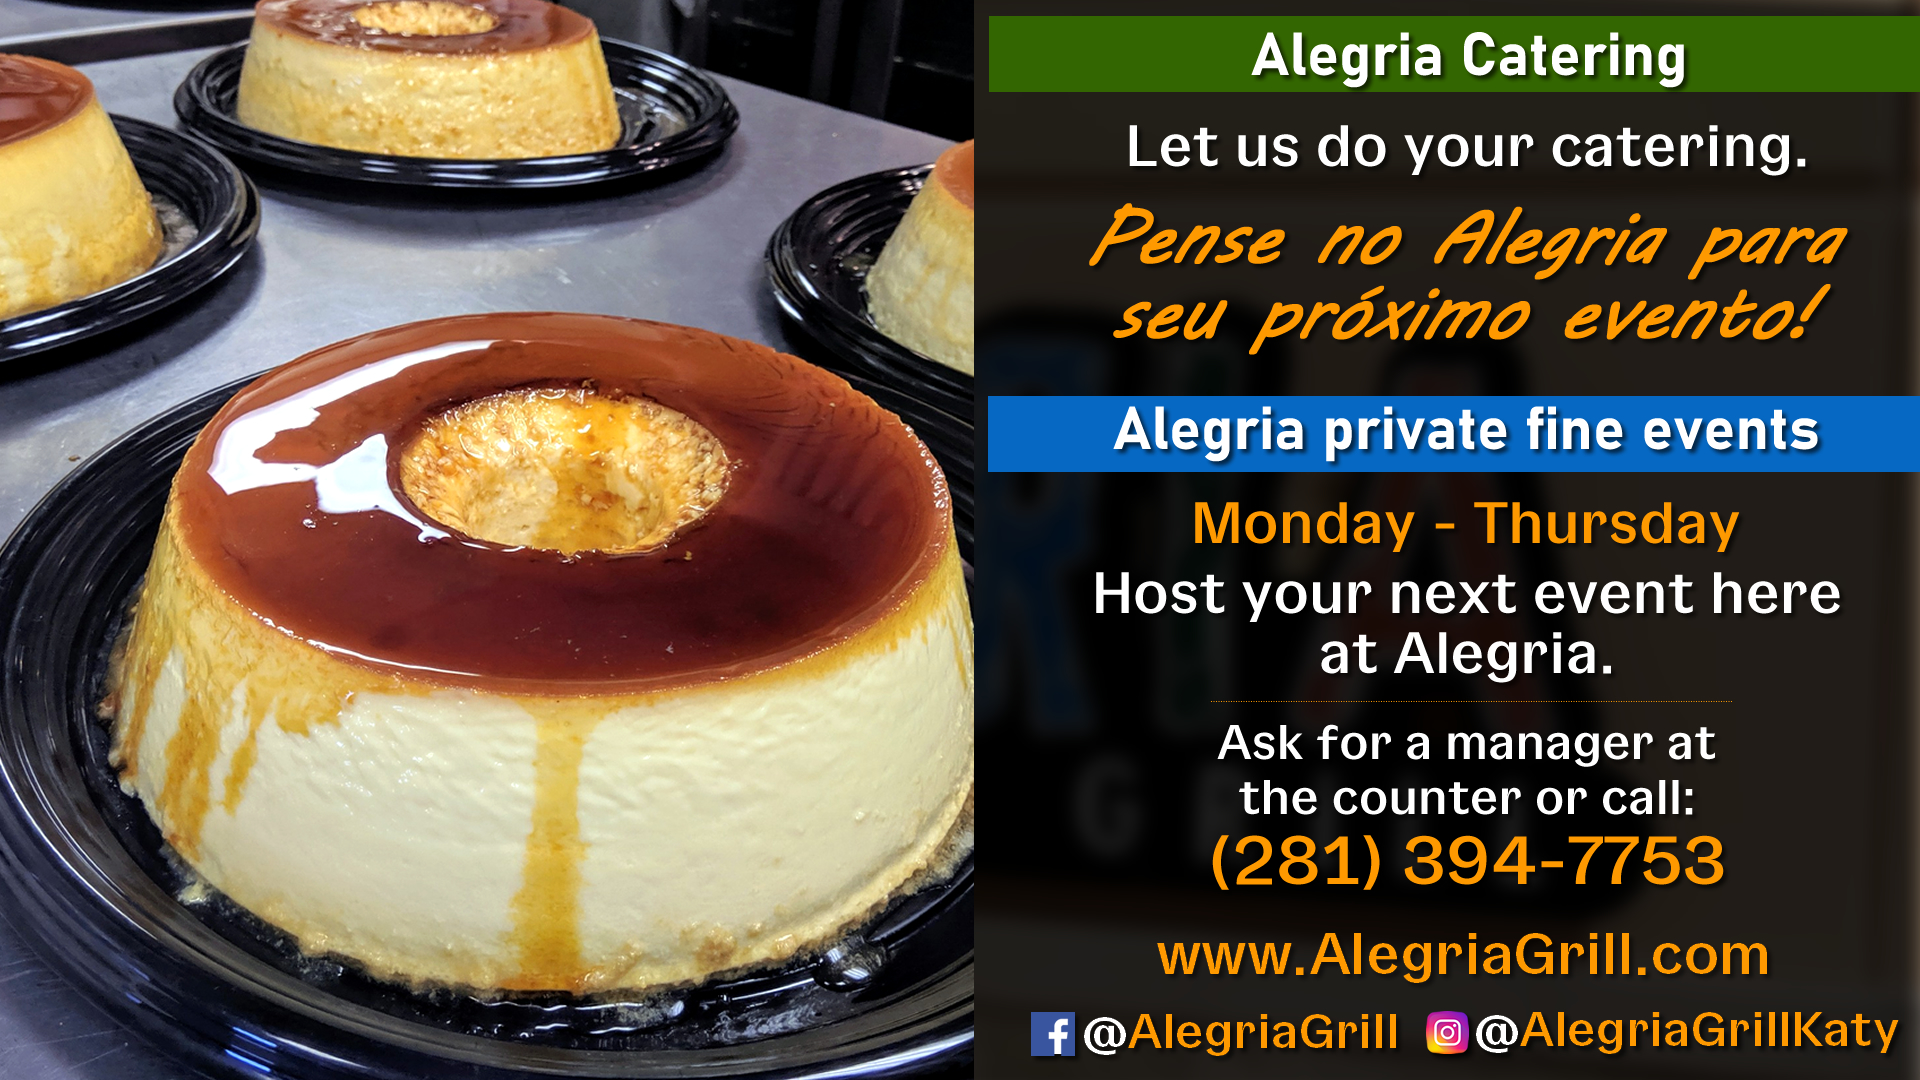 Alegria Catering
Let us do your catering.
Pense no Alegria para
seu próximo evento!
Alegria private fine events
Monday - Thursday
Host your next event here
at Alegria.
Ask for a manager at
the counter or call:
(281) 394-7753
www.AlegriaGrill.com
@AlegriaGrill @AlegriaGrillKaty